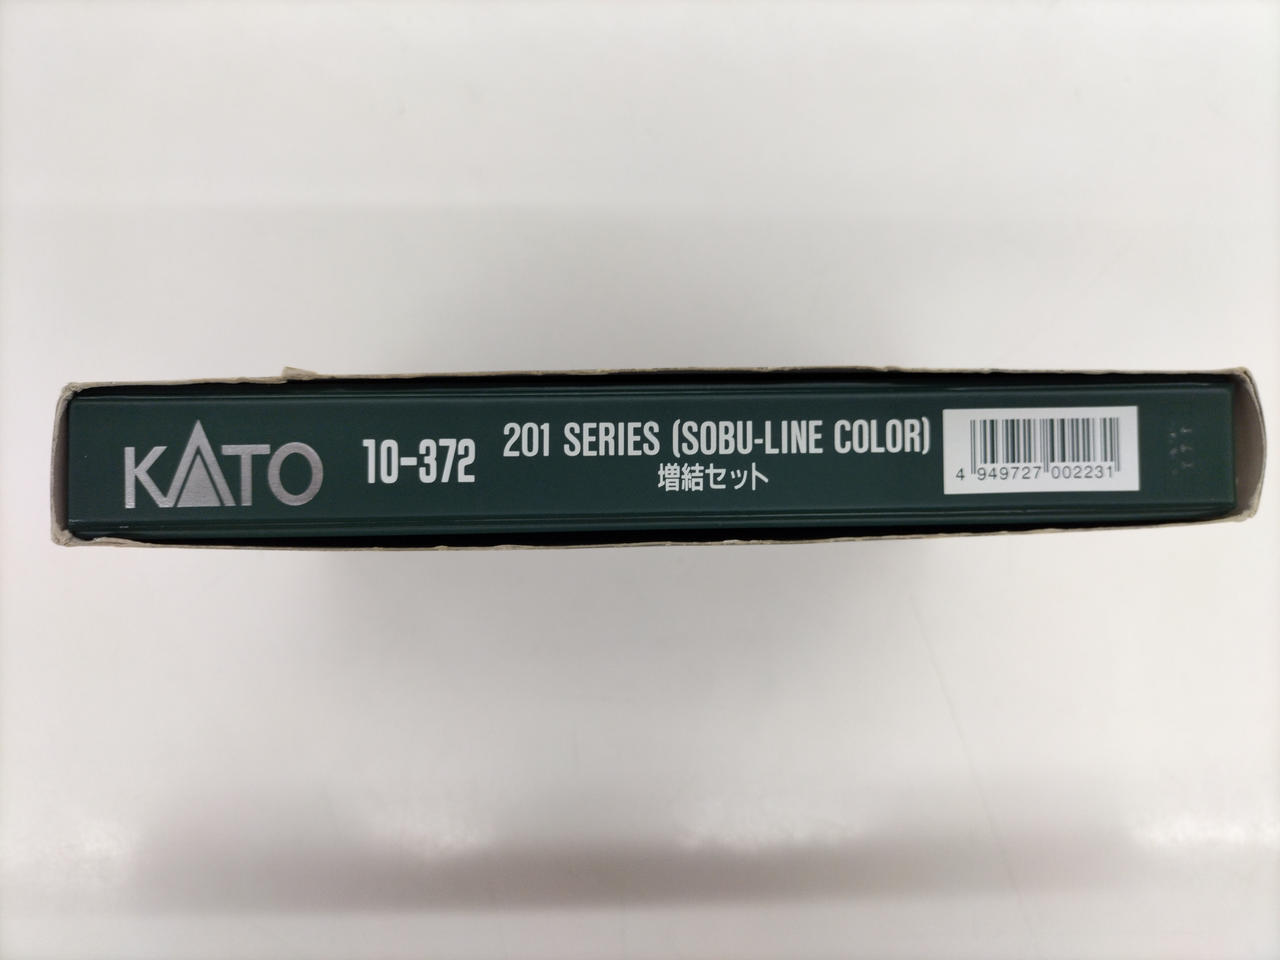 KATO
10-372
201 SERIES (SOBU-LINE COLOR)
増結セット
4 949727 002231